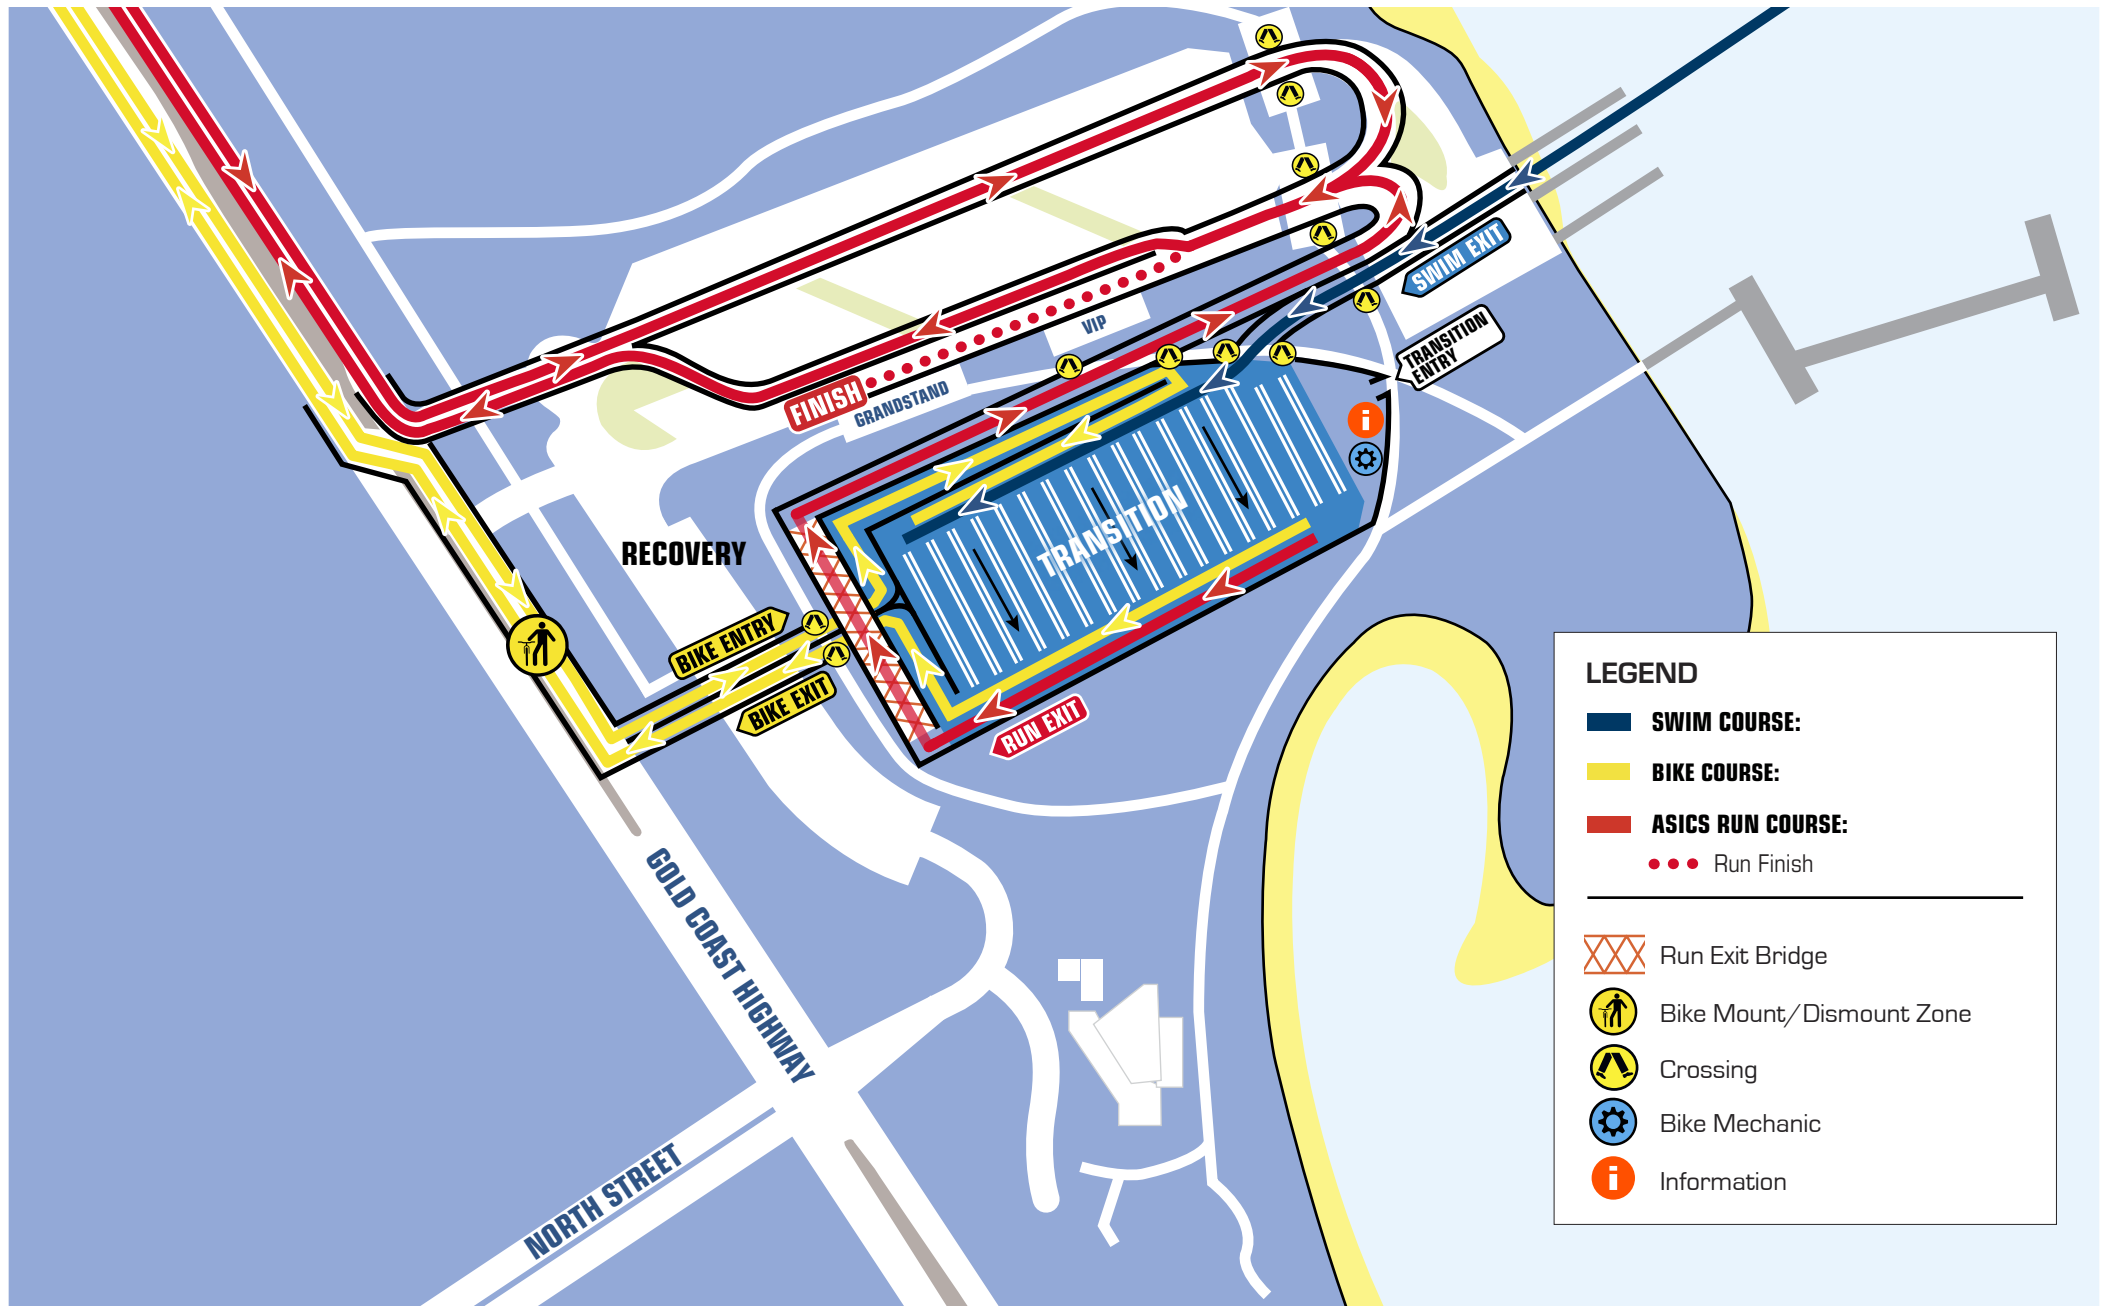 SWIM EXIT
TRANSITION
ENTRY
VIP
FINISH
GRANDSTAND
TRANSITION
RECOVERY
BIKE ENTRY
BIKE EXIT
RUN EXIT
GOLD COAST HIGHWAY
NORTH STREET
LEGEND
SWIM COURSE:
BIKE COURSE:
ASICS RUN COURSE:
Run Finish
Run Exit Bridge
Bike Mount/Dismount Zone
Crossing
Bike Mechanic
Information